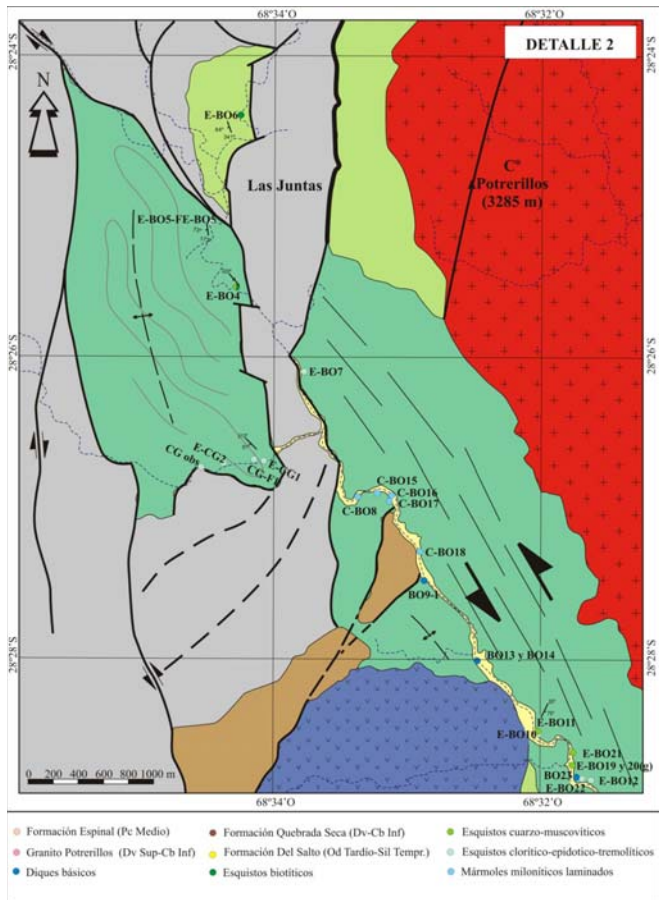 68°34'O 68°32'O
28°24'S 28°24'S
DETALLE 2
N
E-BO6
Las Juntas
C°
Potrerillos
(3285 m)
E-BO5-FE-BO5
E-BO4
28°26'S 28°26'S
E-BO7
E-CG2
CG obs
E-CG1
C-BO15
C-BO16
C-BO8
C-BO17
C-BO18
BO9-1
28°28'S 28°28'S
BO13 y BO14
E-BO11
E-BO10
E-BO21
E-BO19 y 20(g)
BO23
E-BO12
E-BO22
0 200 400 600 800 1000 m
68°34'O 68°32'O
Formación Espinal (Pc Medio) Formación Quebrada Seca (Dv-Cb Inf) Esquistos cuarzo-muscovíticos
Granito Potrerillos (Dv Sup-Cb Inf) Formación Del Salto (Od Tardío-Sil Tempr.) Esquistos clorítico-epidotico-tremolíticos
Diques básicos Esquistos biotíticos Mármoles miloníticos laminados